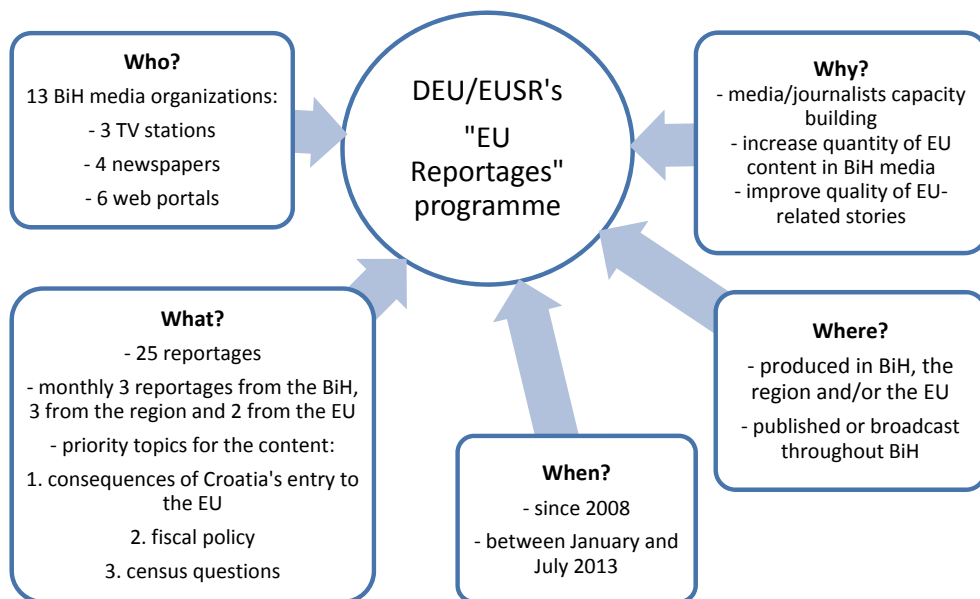 Who?
13 BiH media organizations:
- 3 TV stations
- 4 newspapers
- 6 web portals
DEU/EUSR's
"EU
Reportages"
programme
Why?
- media/journalists capacity
building
- increase quantity of EU
content in BiH media
- improve quality of EU-
related stories
What?
- 25 reportages
- monthly 3 reportages from the BiH,
3 from the region and 2 from the EU
- priority topics for the content:
1. consequences of Croatia's entry to
the EU
2. fiscal policy
3. census questions
When?
- since 2008
- between January and
July 2013
Where?
- produced in BiH, the
region and/or the EU
- published or broadcast
throughout BiH